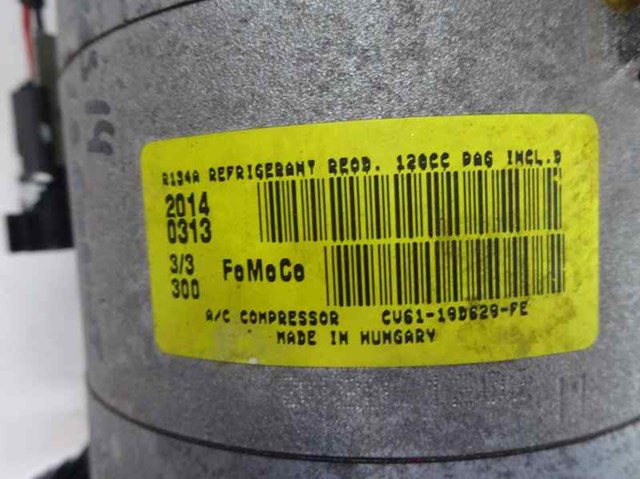 R134A REFRIGERANT REQD. 120CC PAG INCL.D
2014
0313
3/3
300
FoMoCo
A/C COMPRESSOR CV61-19D629-FE
MADE IN HUNGARY